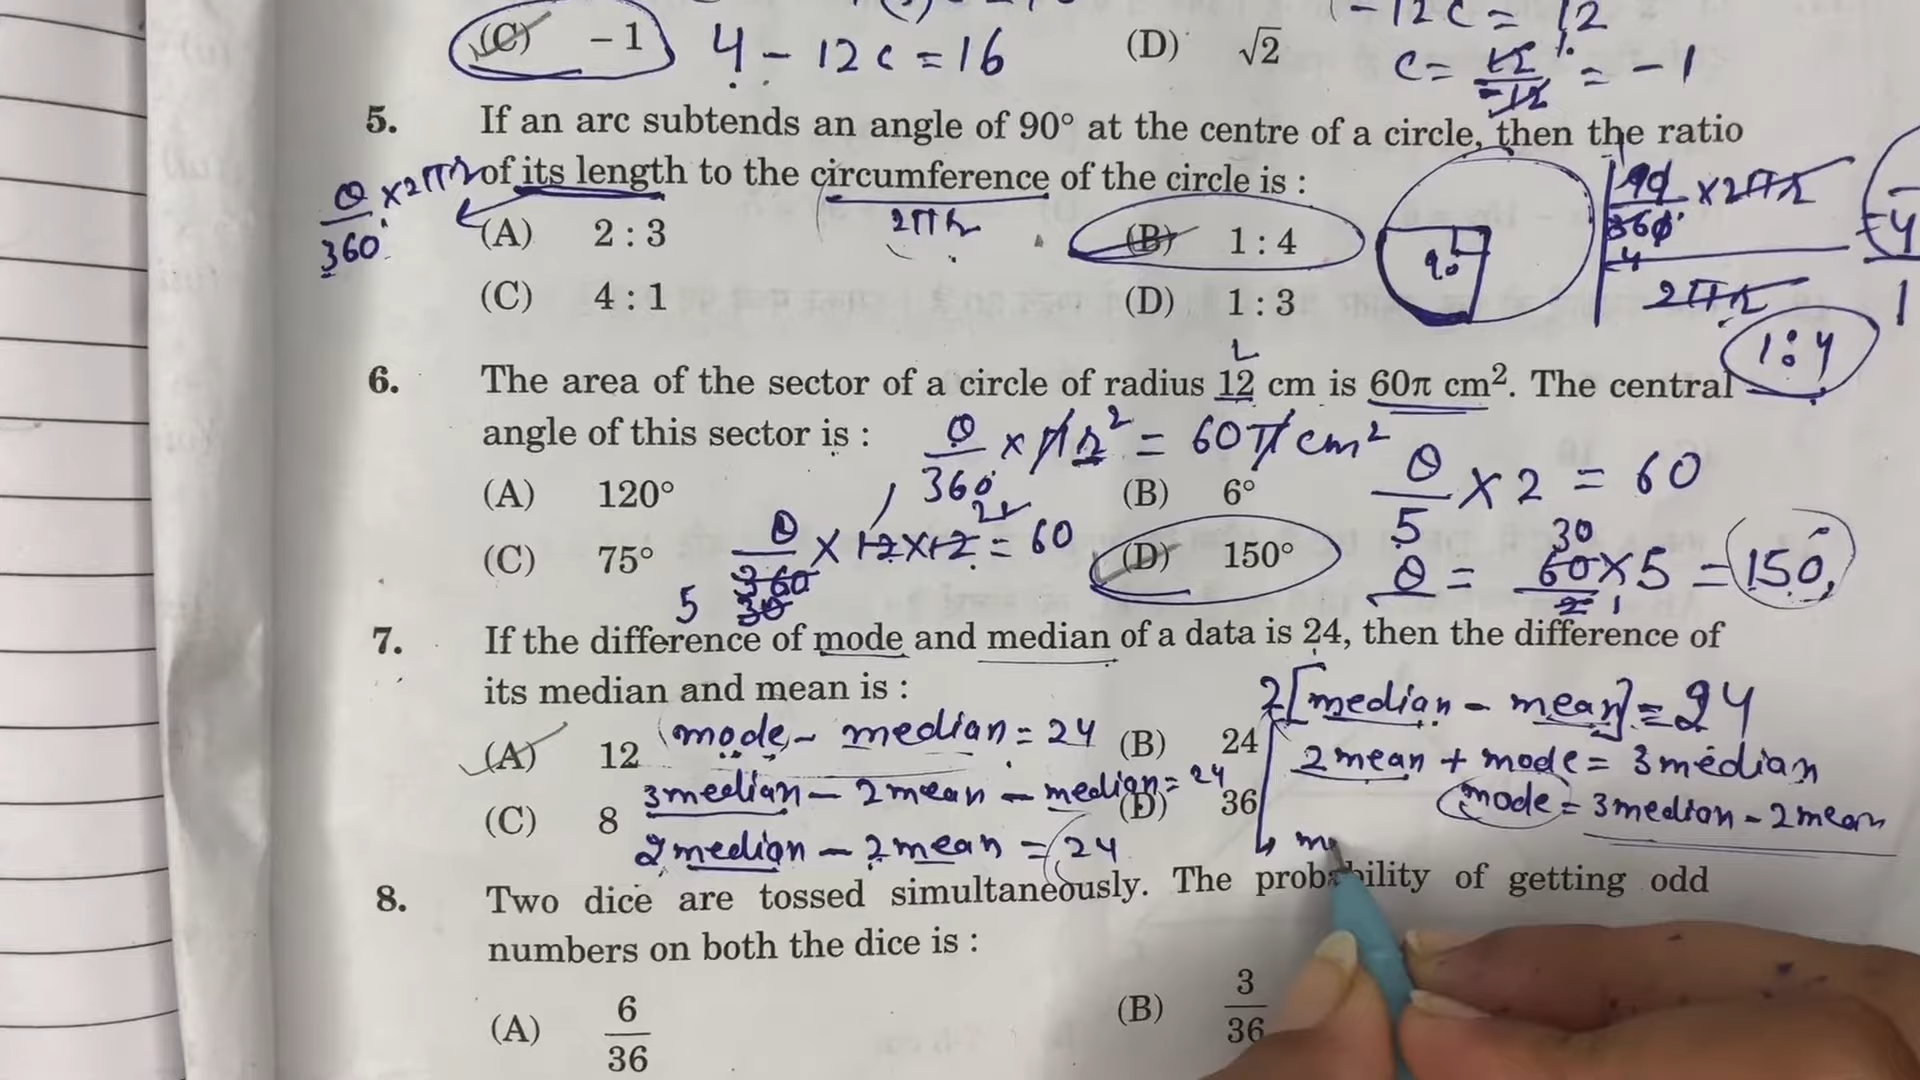 (C) – 1 4 – 12c = 16 (D) √2
– 12c = 12
c = 12/-12 = – 1
5. If an arc subtends an angle of 90° at the centre of a circle, then the ratio
of its length to the circumference of the circle is :
θ/360 × 2πr
2πr
(A) 2 : 3 (B) 1 : 4
(C) 4 : 1 (D) 1 : 3
90
90/360 × 2πr
4
2πr
1 : 4
6. The area of the sector of a circle of radius 12 cm is 60π cm². The central
angle of this sector is :
θ/360 × πr² = 60π cm²
(A) 120° (B) 6°
(C) 75° (D) 150°
θ/360 × 12×12 = 60
30
5
θ/5 × 2 = 60
θ = 60/2 × 5 = 150
30
7. If the difference of mode and median of a data is 24, then the difference of
its median and mean is :
(A) 12 (B) 24
(C) 8 (D) 36
mode – median = 24
3median – 2mean – median = 24
2median – 2mean = 24
2[median – mean] = 24
2mean + mode = 3median
mode = 3median – 2mean
m
8. Two dice are tossed simultaneously. The probability of getting odd
numbers on both the dice is :
(A) 6/36 (B) 3/36